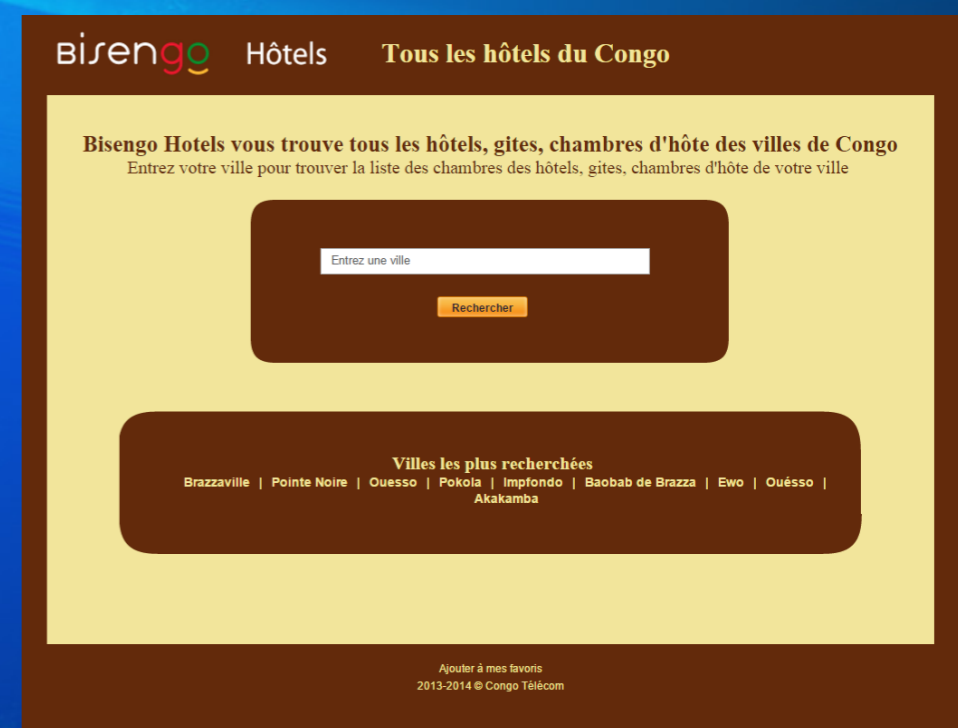 Bisengo Hôtels Tous les hôtels du Congo
Bisengo Hotels vous trouve tous les hôtels, gites, chambres d'hôte des villes de Congo
Entrez votre ville pour trouver la liste des chambres des hôtels, gites, chambres d'hôte de votre ville
Entrez une ville
Rechercher
Villes les plus recherchées
Brazzaville | Pointe Noire | Ouesso | Pokola | Impfondo | Baobab de Brazza | Ewo | Ouésso |
Akakamba
Ajouter à mes favoris
2013-2014 © Congo Télécom